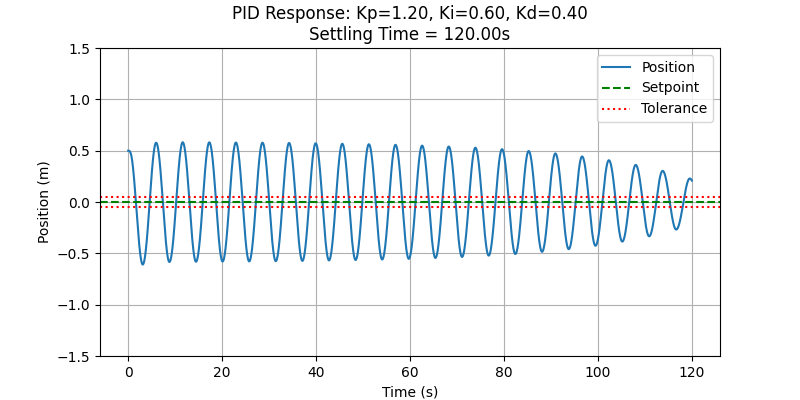 PID Response: Kp=1.20, Ki=0.60, Kd=0.40
Settling Time = 120.00s
1.5
1.0
0.5
0.0
−0.5
−1.0
−1.5
Position (m)
Position
Setpoint
Tolerance
0 20 40 60 80 100 120
Time (s)